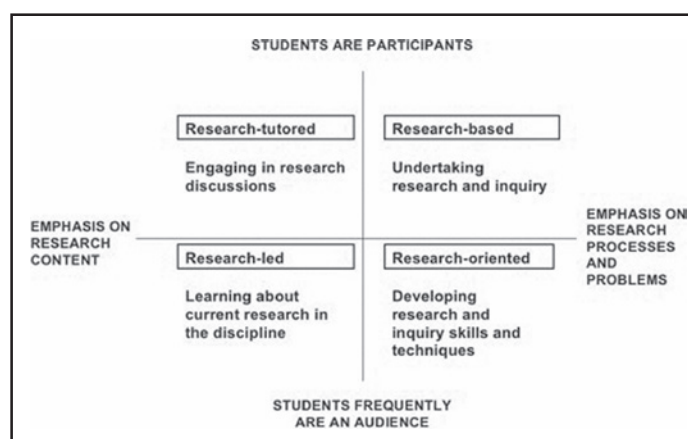 STUDENTS ARE PARTICIPANTS
Research-tutored
Engaging in research
discussions
Research-based
Undertaking
research and inquiry
EMPHASIS ON
RESEARCH
CONTENT
EMPHASIS ON
RESEARCH
PROCESSES
AND
PROBLEMS
Research-led
Learning about
current research in
the discipline
Research-oriented
Developing
research and
inquiry skills and
techniques
STUDENTS FREQUENTLY
ARE AN AUDIENCE